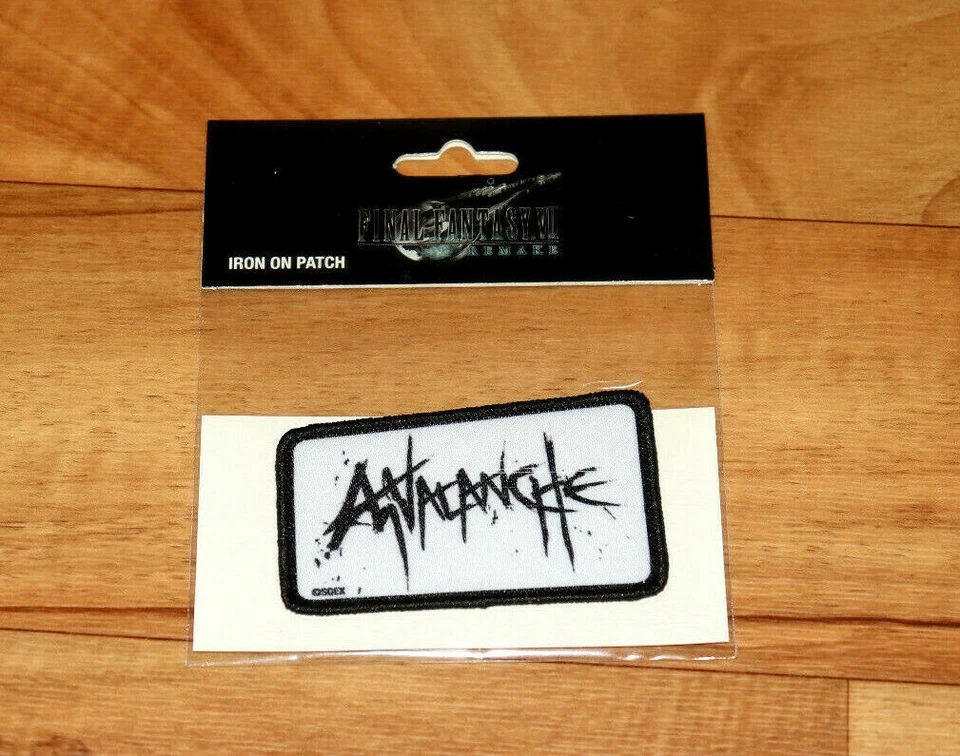 FINAL FANTASY VII
REMAKE
IRON ON PATCH
AVALANCHE
©SQEX